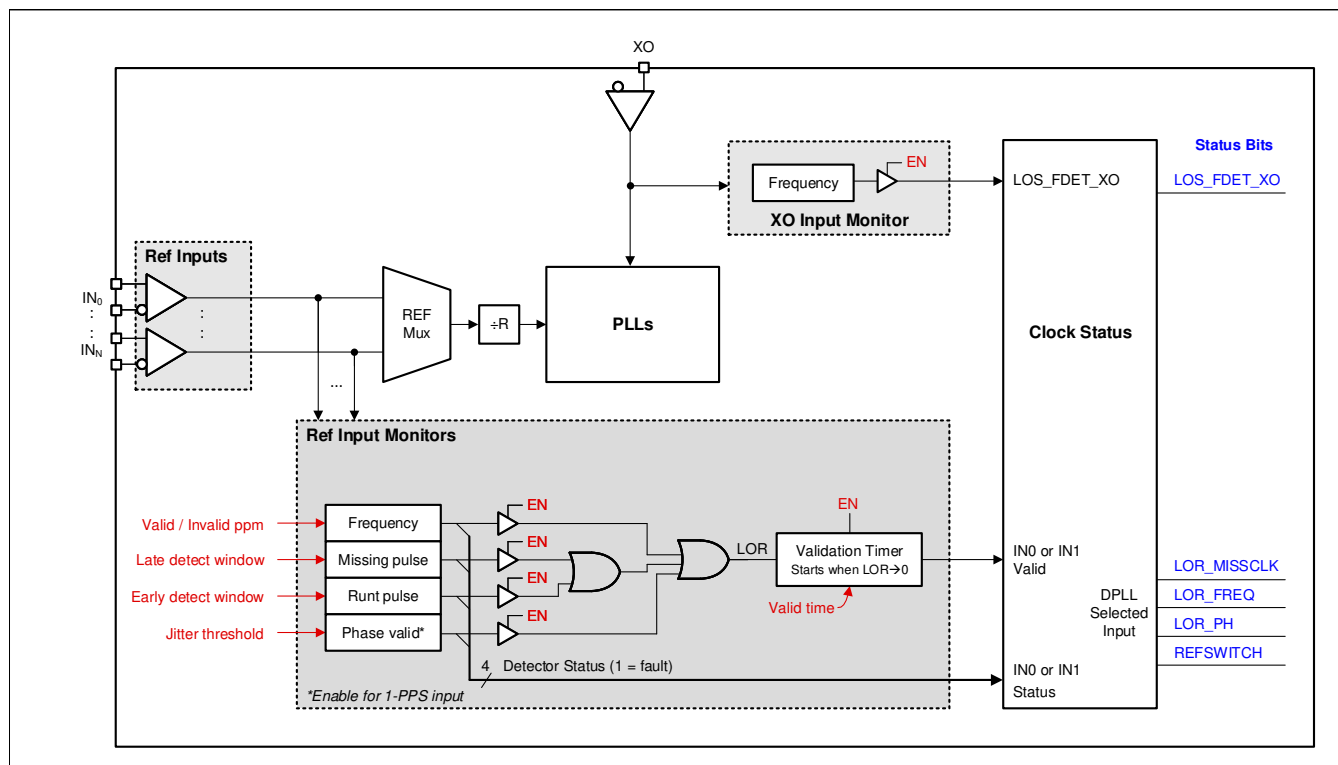 XO
Status Bits
EN
Frequency
LOS_FDET_XO
LOS_FDET_XO
XO Input Monitor
Ref Inputs
IN0
:
:
INN
:
:
REF
Mux
÷R
PLLs
Clock Status
...
Ref Input Monitors
Valid / Invalid ppm
Frequency
EN
Late detect window
Missing pulse
EN
Early detect window
Runt pulse
EN
Jitter threshold
Phase valid*
EN
LOR
EN
Validation Timer
Starts when LOR→0
Valid time
IN0 or IN1
Valid
DPLL
Selected
Input
LOR_MISSCLK
LOR_FREQ
LOR_PH
REFSWITCH
4
Detector Status (1 = fault)
IN0 or IN1
Status
*Enable for 1-PPS input